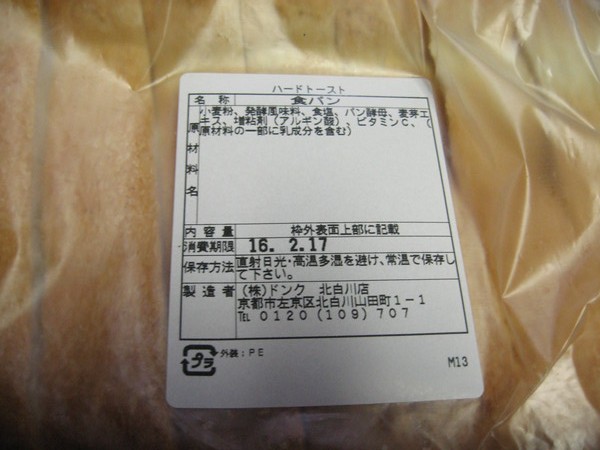 ハードトースト
名称 食パン
原材料名 小麦粉、発酵風味料、食塩、パン酵母、麦芽エ
キス、増粘剤（アルギン酸）、ビタミンC、（
原材料の一部に乳成分を含む）
内容量 枠外表面上部に記載
消費期限 16. 2.17
保存方法 直射日光・高温多湿を避け、常温で保存し
て下さい。
製造者 （株）ドンク 北白川店
京都市左京区北白川山田町1-1
TEL 0120（109）707
プラ 外装：PE
M13